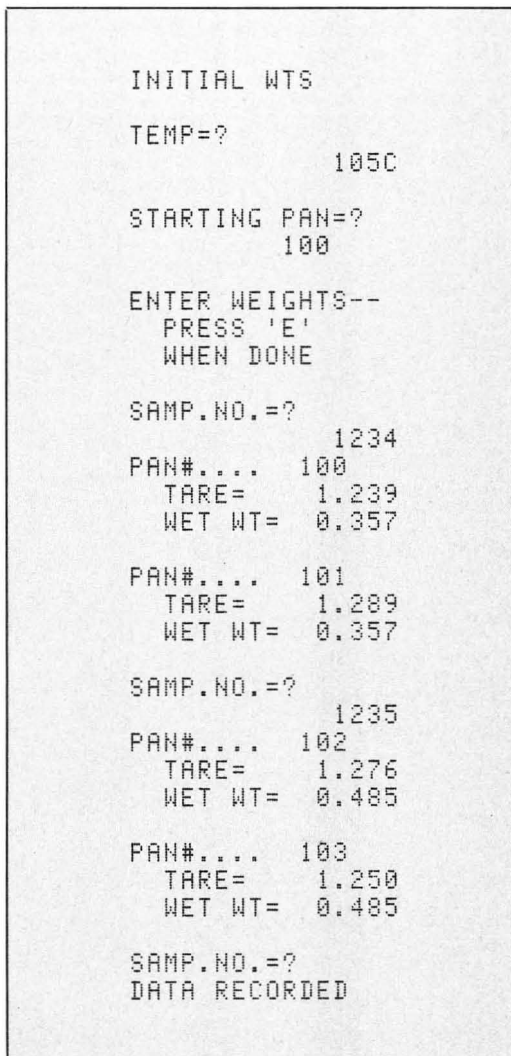 INITIAL WTS
TEMP=?
105C
STARTING PAN=?
100
ENTER WEIGHTS--
PRESS 'E'
WHEN DONE
SAMP.NO.=?
1234
PAN#.... 100
TARE= 1.239
WET WT= 0.357
PAN#.... 101
TARE= 1.289
WET WT= 0.357
SAMP.NO.=?
1235
PAN#.... 102
TARE= 1.276
WET WT= 0.485
PAN#.... 103
TARE= 1.250
WET WT= 0.485
SAMP.NO.=?
DATA RECORDED